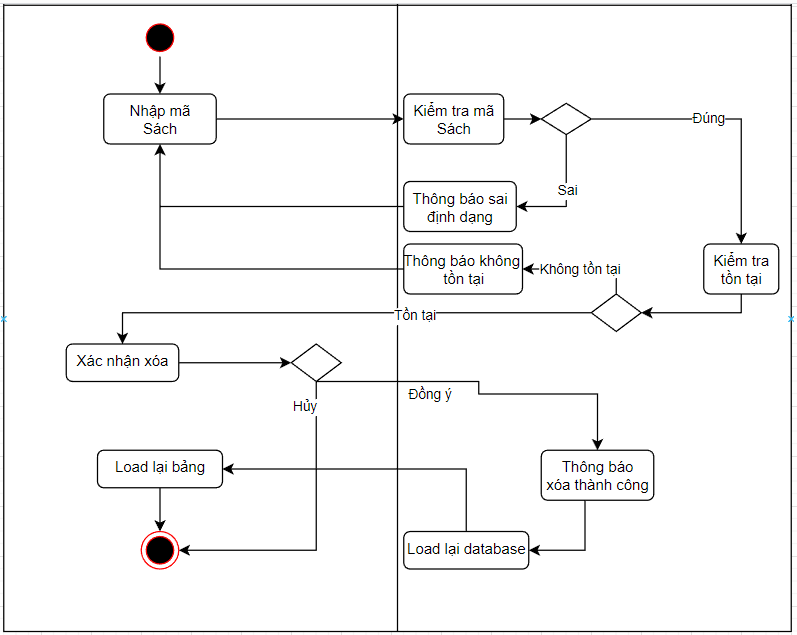 Nhập mã
Sách
Kiểm tra mã
Sách
Đúng
Sai
Thông báo sai
định dạng
Thông báo không
tồn tại
Không tồn tại
Kiểm tra
tồn tại
Tồn tại
Xác nhận xóa
Hủy
Đồng ý
Load lại bảng
Thông báo
xóa thành công
Load lại database